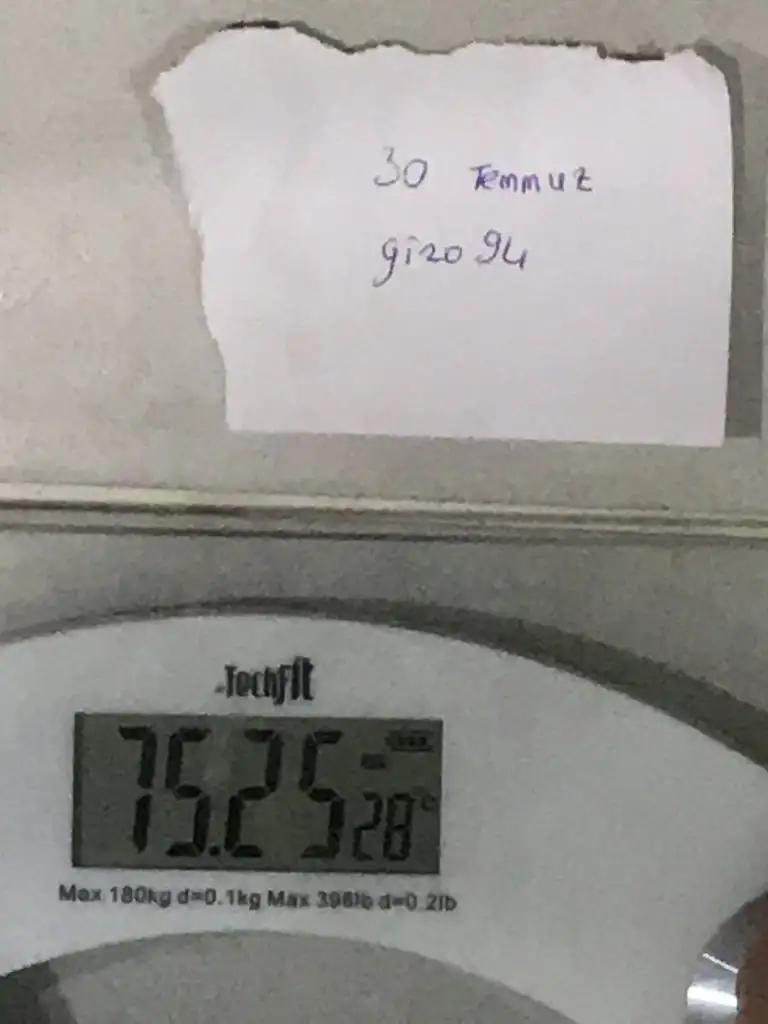 30 Temmuz
gizo94
TechFit
75.25
28°C
Max 180kg d=0.1kg Max 396lb d=0.2lb